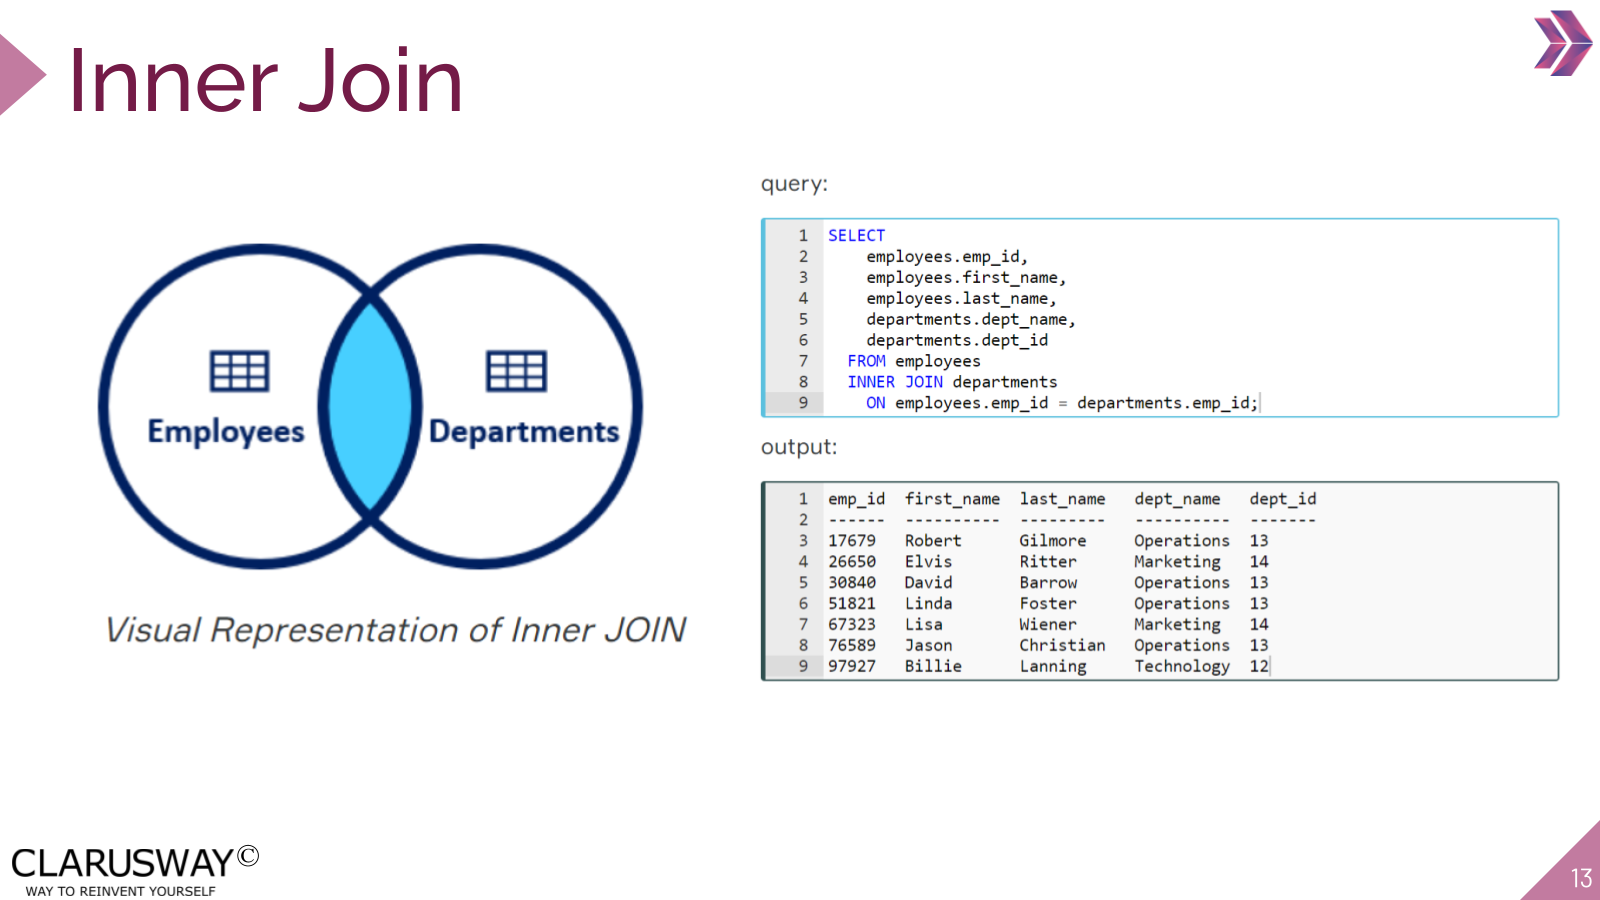 Inner Join
Employees
Departments
Visual Representation of Inner JOIN
query:
1 SELECT
2     employees.emp_id,
3     employees.first_name,
4     employees.last_name,
5     departments.dept_name,
6     departments.dept_id
7   FROM employees
8   INNER JOIN departments
9     ON employees.emp_id = departments.emp_id;
output:
1 emp_id  first_name  last_name   dept_name   dept_id
2 ------  ----------  ---------   ----------  -------
3 17679   Robert      Gilmore     Operations  13
4 26650   Elvis       Ritter      Marketing   14
5 30840   David       Barrow      Operations  13
6 51821   Linda       Foster      Operations  13
7 67323   Lisa        Wiener      Marketing   14
8 76589   Jason       Christian   Operations  13
9 97927   Billie      Lanning     Technology  12
CLARUSWAY©
WAY TO REINVENT YOURSELF
13